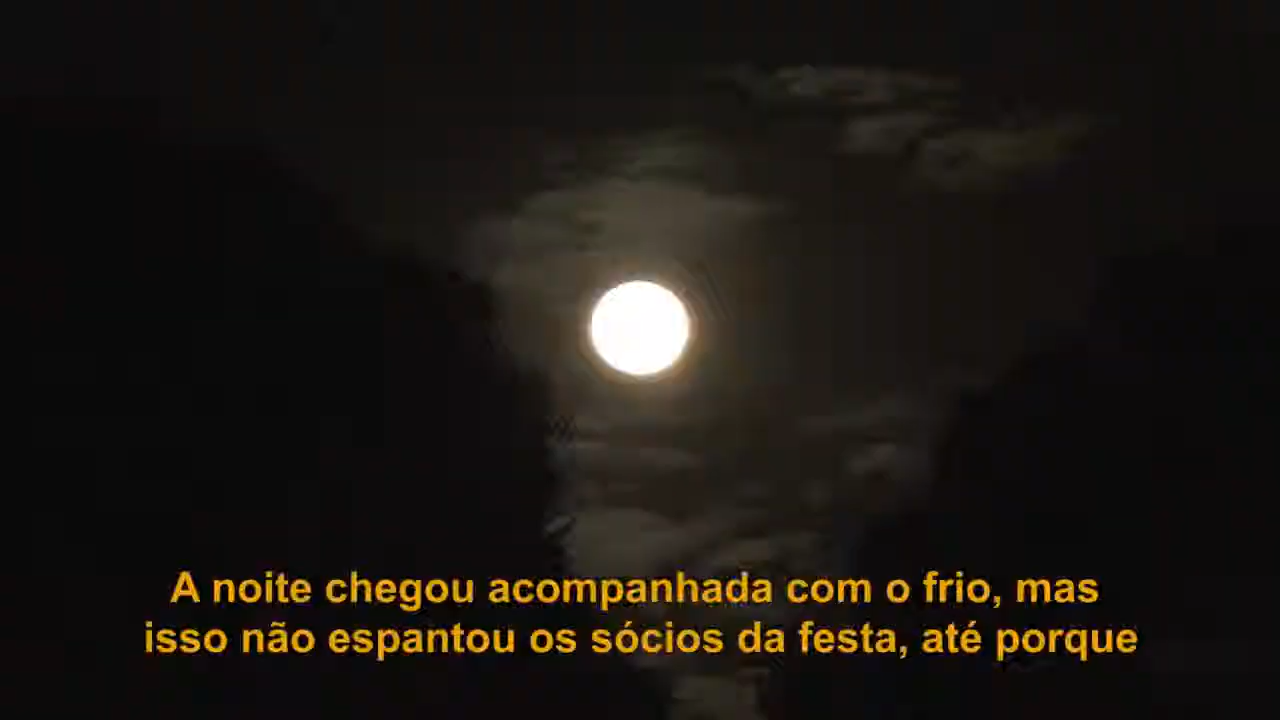 A noite chegou acompanhada com o frio, mas
isso não espantou os sócios da festa, até porque